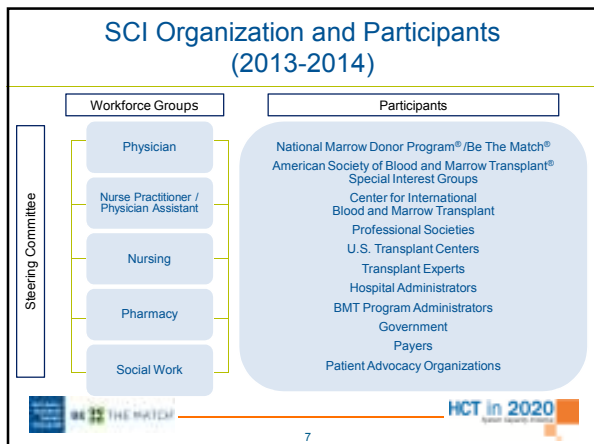 SCI Organization and Participants
(2013-2014)
Workforce Groups
Participants
Steering Committee
Physician
Nurse Practitioner /
Physician Assistant
Nursing
Pharmacy
Social Work
National Marrow Donor Program® /Be The Match®
American Society of Blood and Marrow Transplant®
Special Interest Groups
Center for International
Blood and Marrow Transplant
Professional Societies
U.S. Transplant Centers
Transplant Experts
Hospital Administrators
BMT Program Administrators
Government
Payers
Patient Advocacy Organizations
BE THE MATCH®
HCT in 2020
7